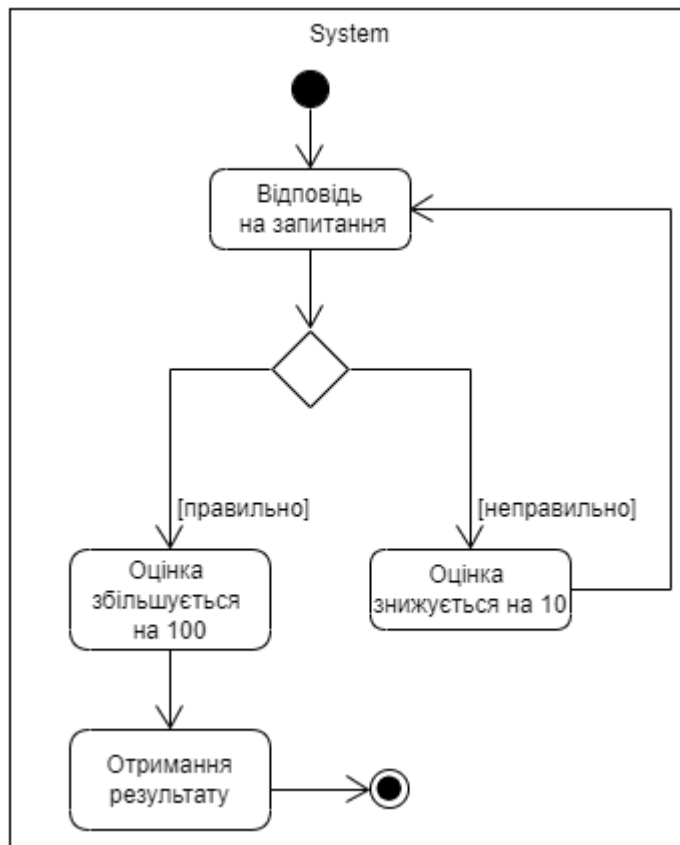 System
Відповідь
на запитання
[правильно]
[неправильно]
Оцінка
збільшується
на 100
Оцінка
знижується на 10
Отримання
результату